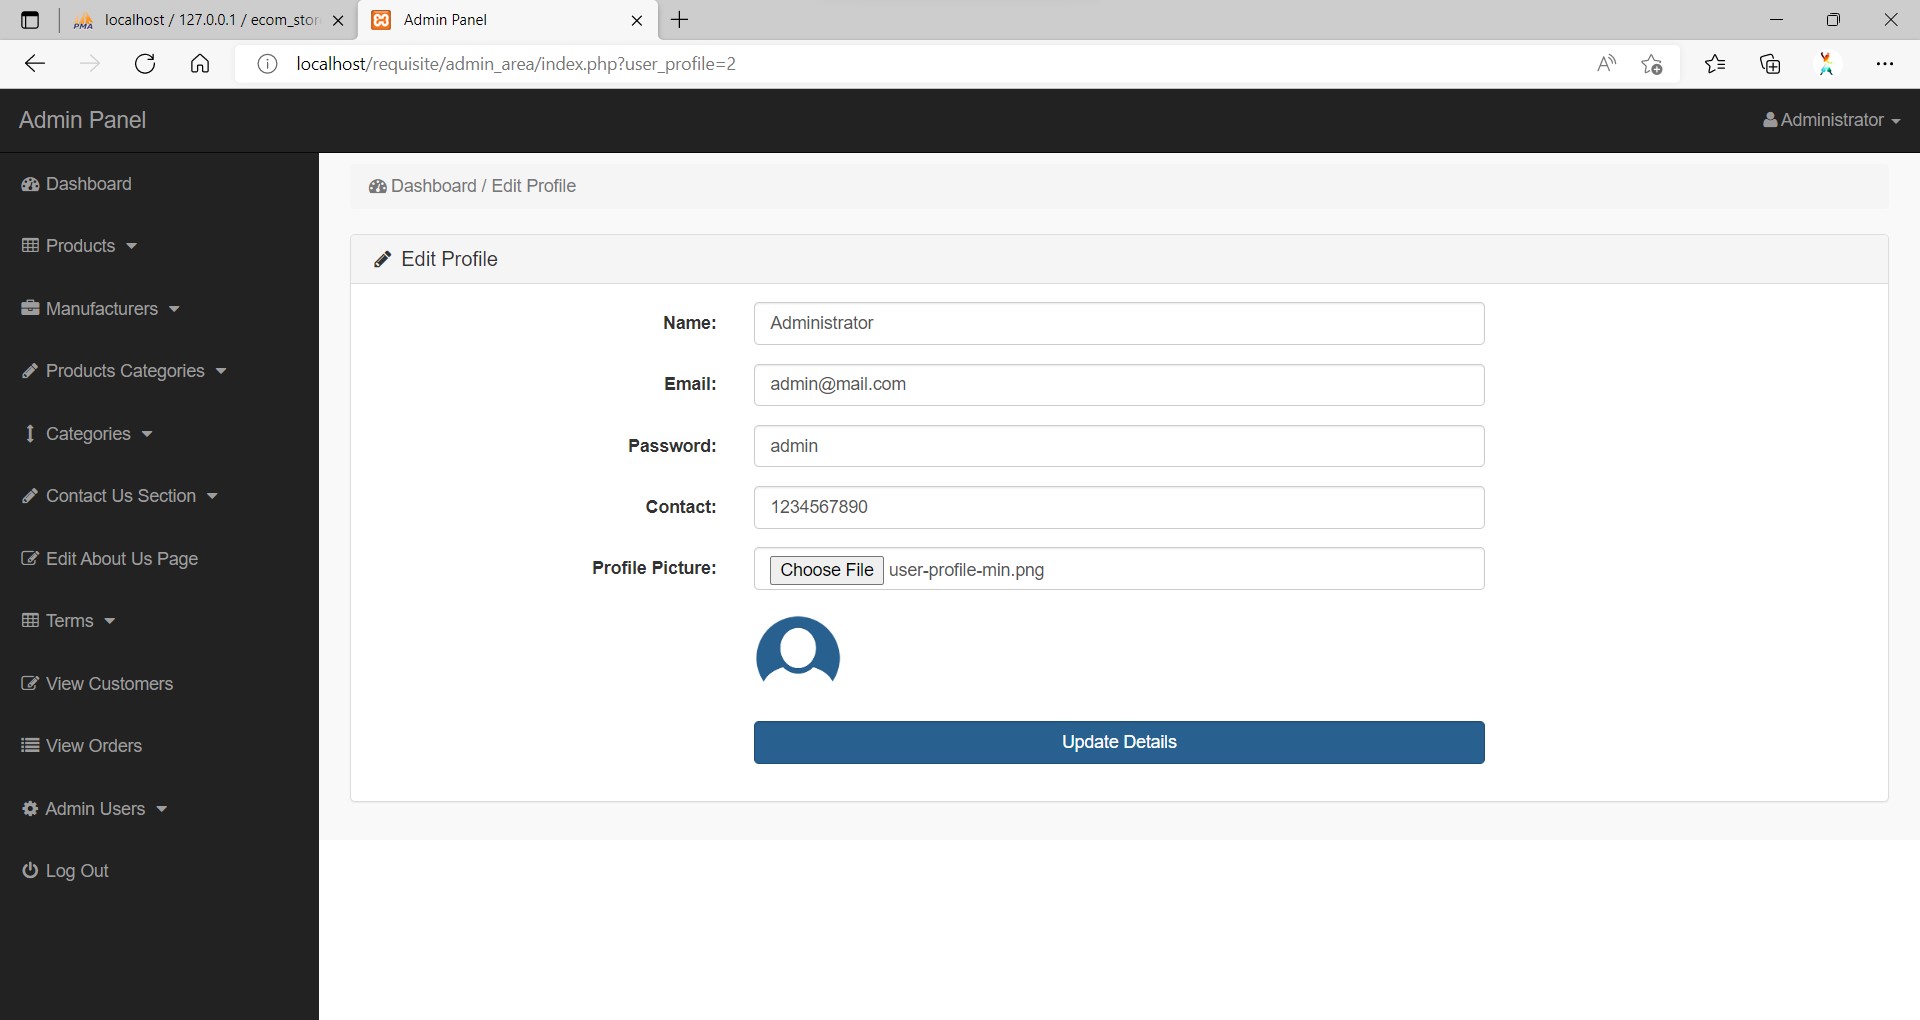 PMA localhost / 127.0.0.1 / ecom_stor
Admin Panel
localhost/requisite/admin_area/index.php?user_profile=2
Admin Panel
Administrator
Dashboard
Products
Manufacturers
Products Categories
Categories
Contact Us Section
Edit About Us Page
Terms
View Customers
View Orders
Admin Users
Log Out
Dashboard / Edit Profile
Edit Profile
Name: Administrator
Email: admin@mail.com
Password: admin
Contact: 1234567890
Profile Picture: Choose File user-profile-min.png
Update Details